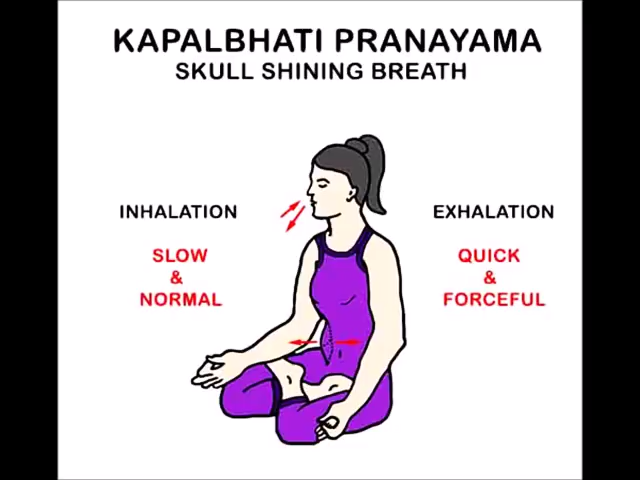 KAPALBHATI PRANAYAMA
SKULL SHINING BREATH
INHALATION
SLOW
&
NORMAL
EXHALATION
QUICK
&
FORCEFUL